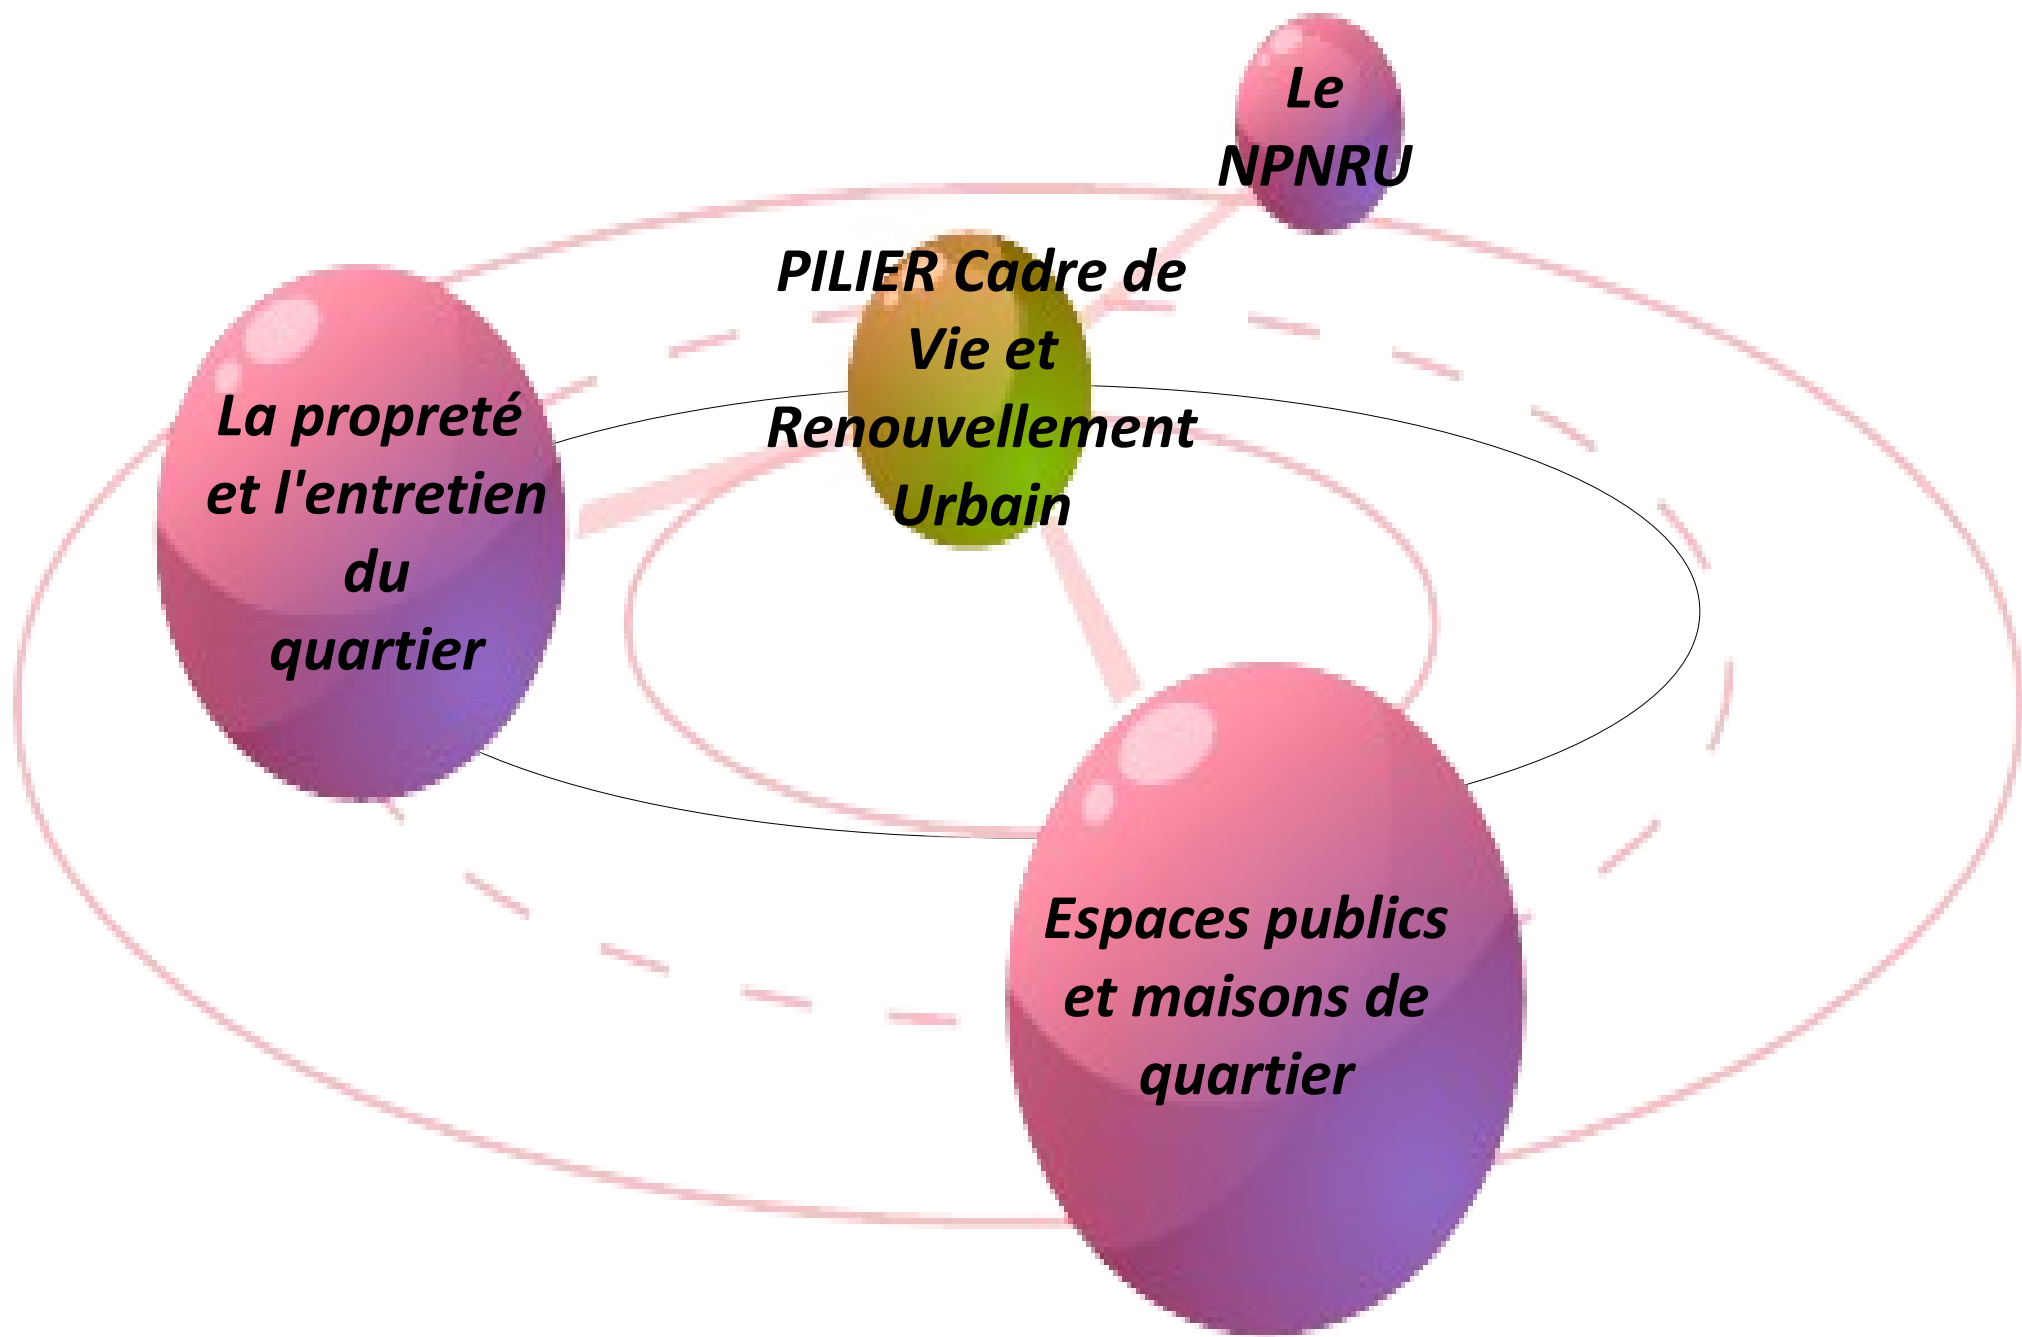 Le
NPNRU
PILIER Cadre de
Vie et
Renouvellement
Urbain
La propreté
et l'entretien
du
quartier
Espaces publics
et maisons de
quartier